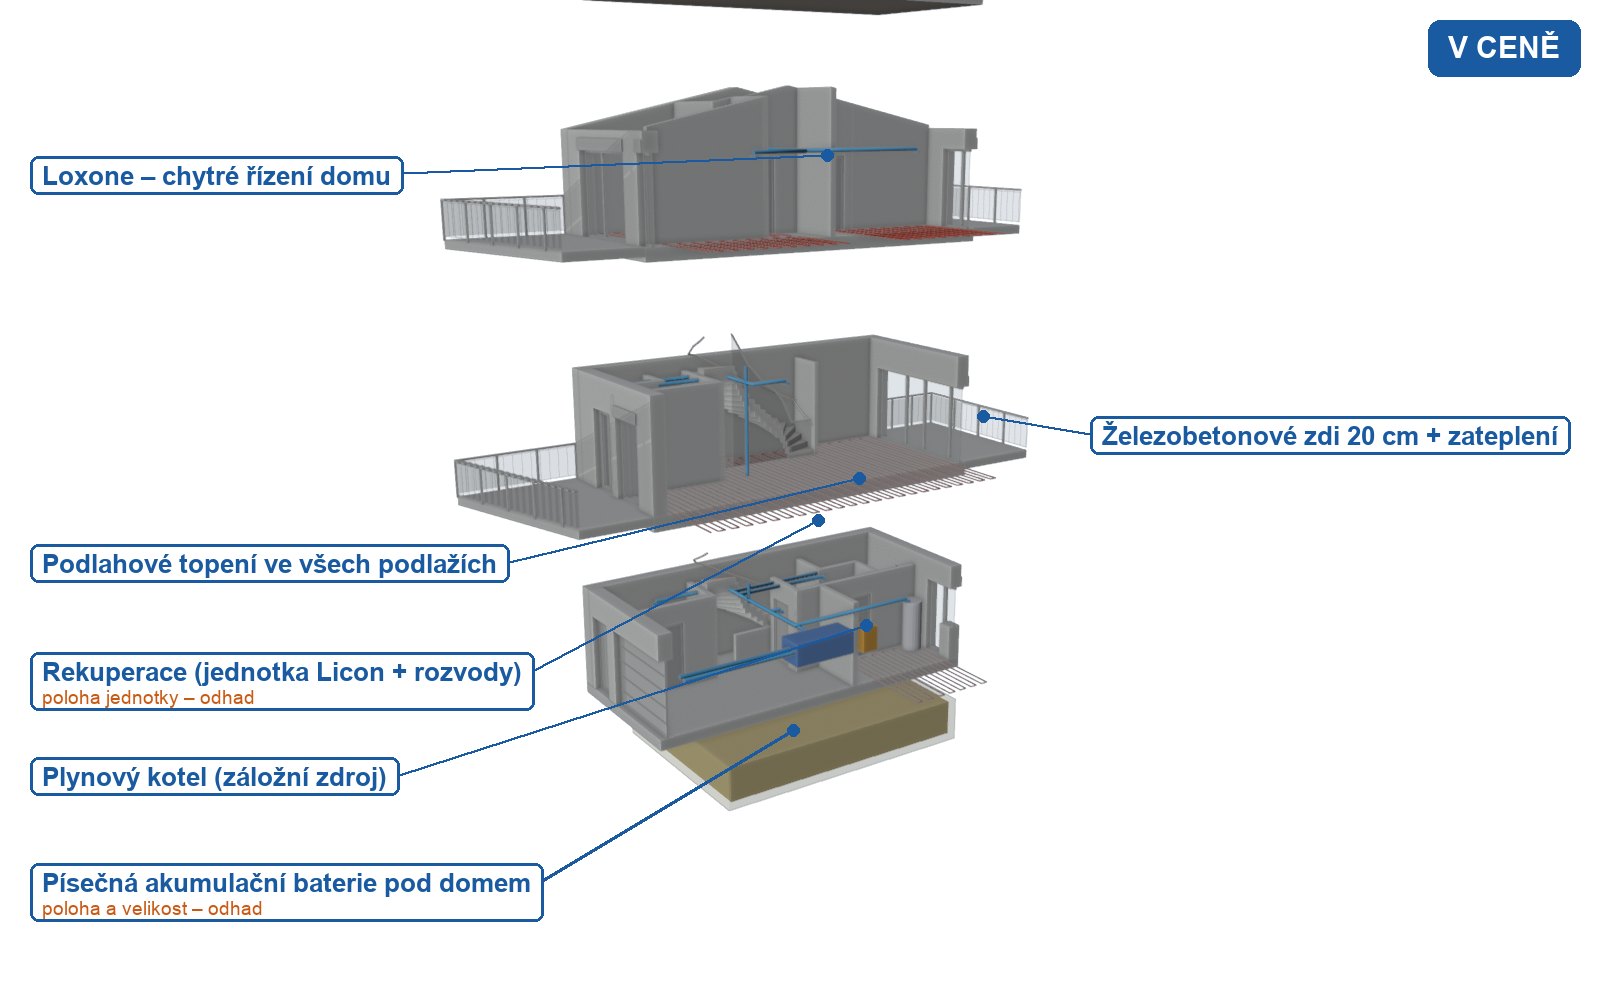 V CENĚ
Loxone – chytré řízení domu
Železobetonové zdi 20 cm + zateplení
Podlahové topení ve všech podlažích
Rekuperace (jednotka Licon + rozvody)
poloha jednotky – odhad
Plynový kotel (záložní zdroj)
Písečná akumulační baterie pod domem
poloha a velikost – odhad